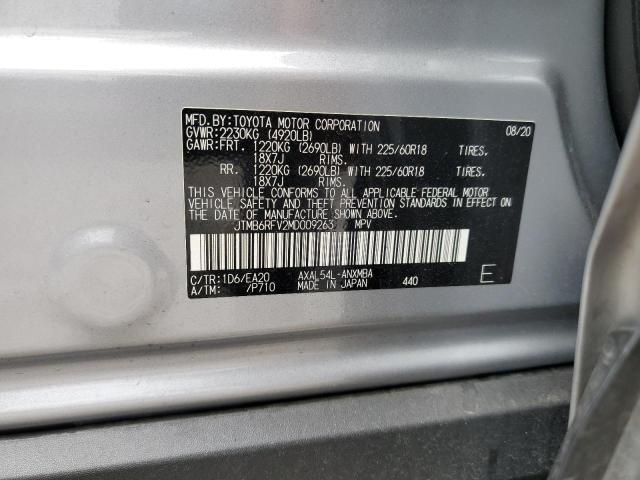 MFD.BY:TOYOTA MOTOR CORPORATION 08/20
GVWR:2230KG (4920LB)
GAWR:FRT. 1220KG (2690LB) WITH 225/60R18 TIRES.
18X7J RIMS.
RR. 1220KG (2690LB) WITH 225/60R18 TIRES.
18X7J RIMS.
THIS VEHICLE CONFORMS TO ALL APPLICABLE FEDERAL MOTOR
VEHICLE SAFETY AND THEFT PREVENTION STANDARDS IN EFFECT
ON THE DATE OF MANUFACTURE SHOWN ABOVE.
JTMB6RFV2MD009263 MPV
C/TR:1D6/EA20 AXAL54L-ANXMBA
A/TM: /P710 MADE IN JAPAN 440 E